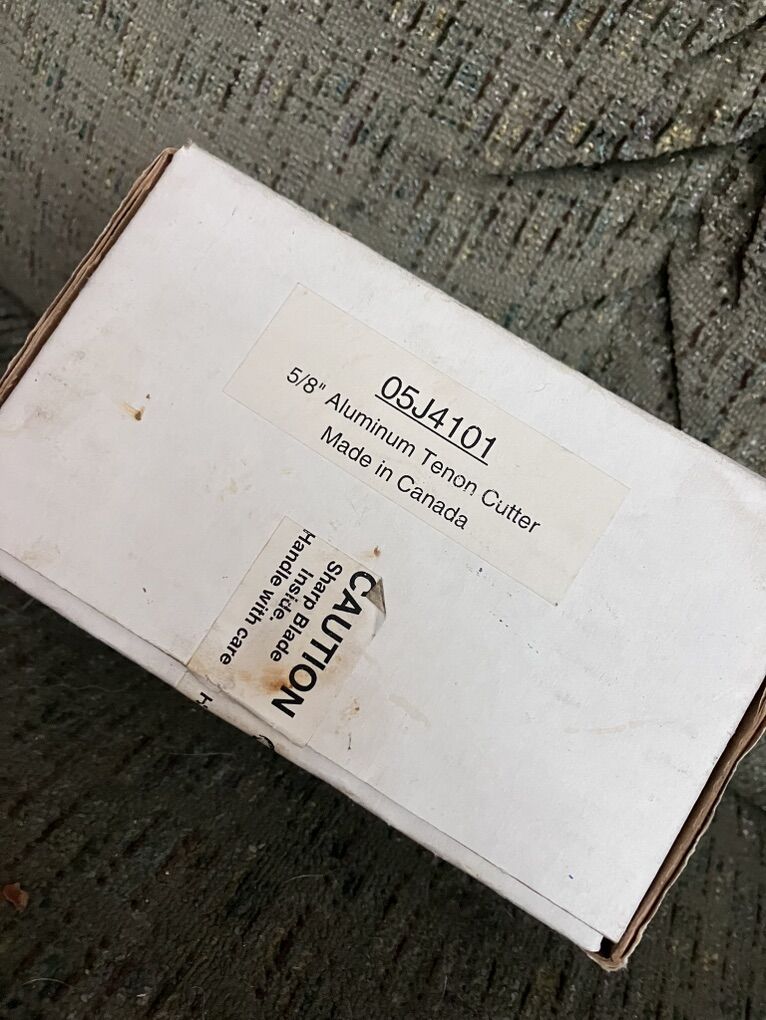 05J4101
5/8" Aluminum Tenon Cutter
Made in Canada
CAUTION
Sharp Blade
Inside.
Handle with care